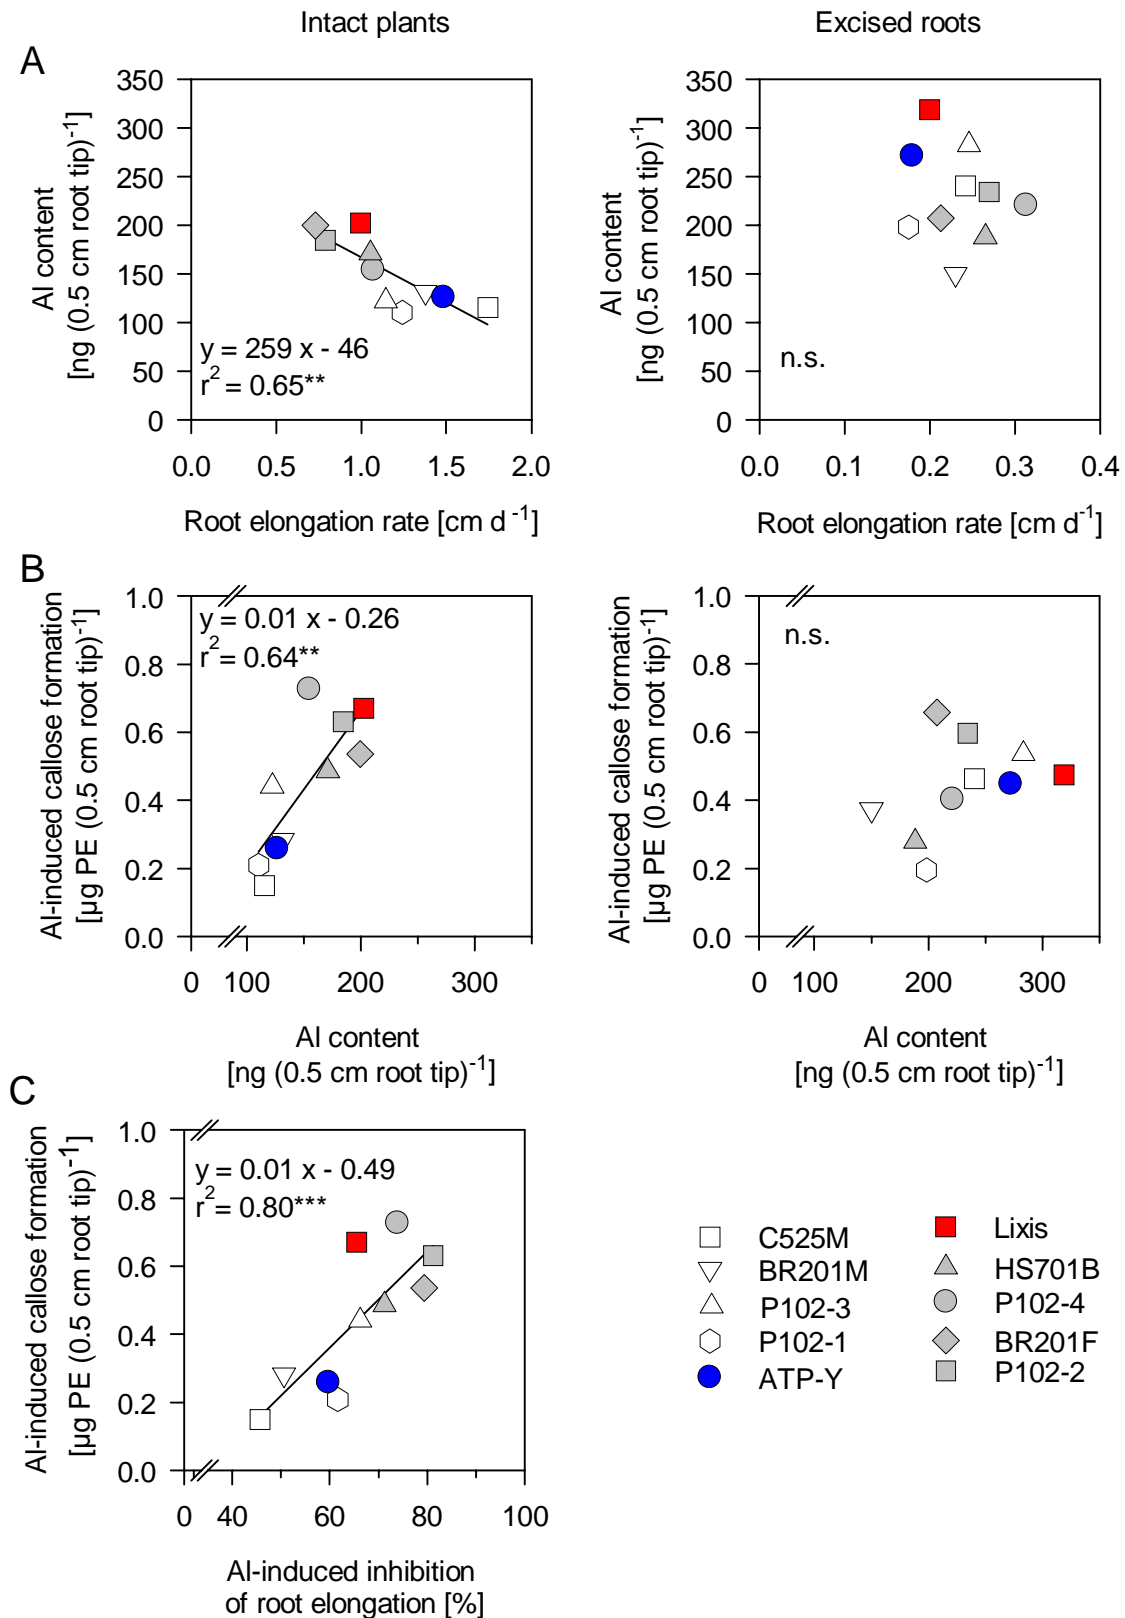 Intact plants
Excised roots
A
Al content
[ng (0.5 cm root tip)-1]
350
300
250
200
150
100
50
0
y = 259 x - 46
r2 = 0.65**
0.0 0.5 1.0 1.5 2.0
Root elongation rate [cm d -1]
Al content
[ng (0.5 cm root tip)-1]
350
300
250
200
150
100
50
0
n.s.
0.0 0.1 0.2 0.3 0.4
Root elongation rate [cm d-1]
B
Al-induced callose formation
[µg PE (0.5 cm root tip)-1]
1.0
0.8
0.6
0.4
0.2
0.0
y = 0.01 x - 0.26
r2 = 0.64**
0 100 200 300
Al content
[ng (0.5 cm root tip)-1]
Al-induced callose formation
[µg PE (0.5 cm root tip)-1]
1.0
0.8
0.6
0.4
0.2
0.0
n.s.
0 100 200 300
Al content
[ng (0.5 cm root tip)-1]
C
Al-induced callose formation
[µg PE (0.5 cm root tip)-1]
1.0
0.8
0.6
0.4
0.2
0.0
y = 0.01 x - 0.49
r2 = 0.80***
0 40 60 80 100
Al-induced inhibition
of root elongation [%]
C525M
BR201M
P102-3
P102-1
ATP-Y
Lixis
HS701B
P102-4
BR201F
P102-2